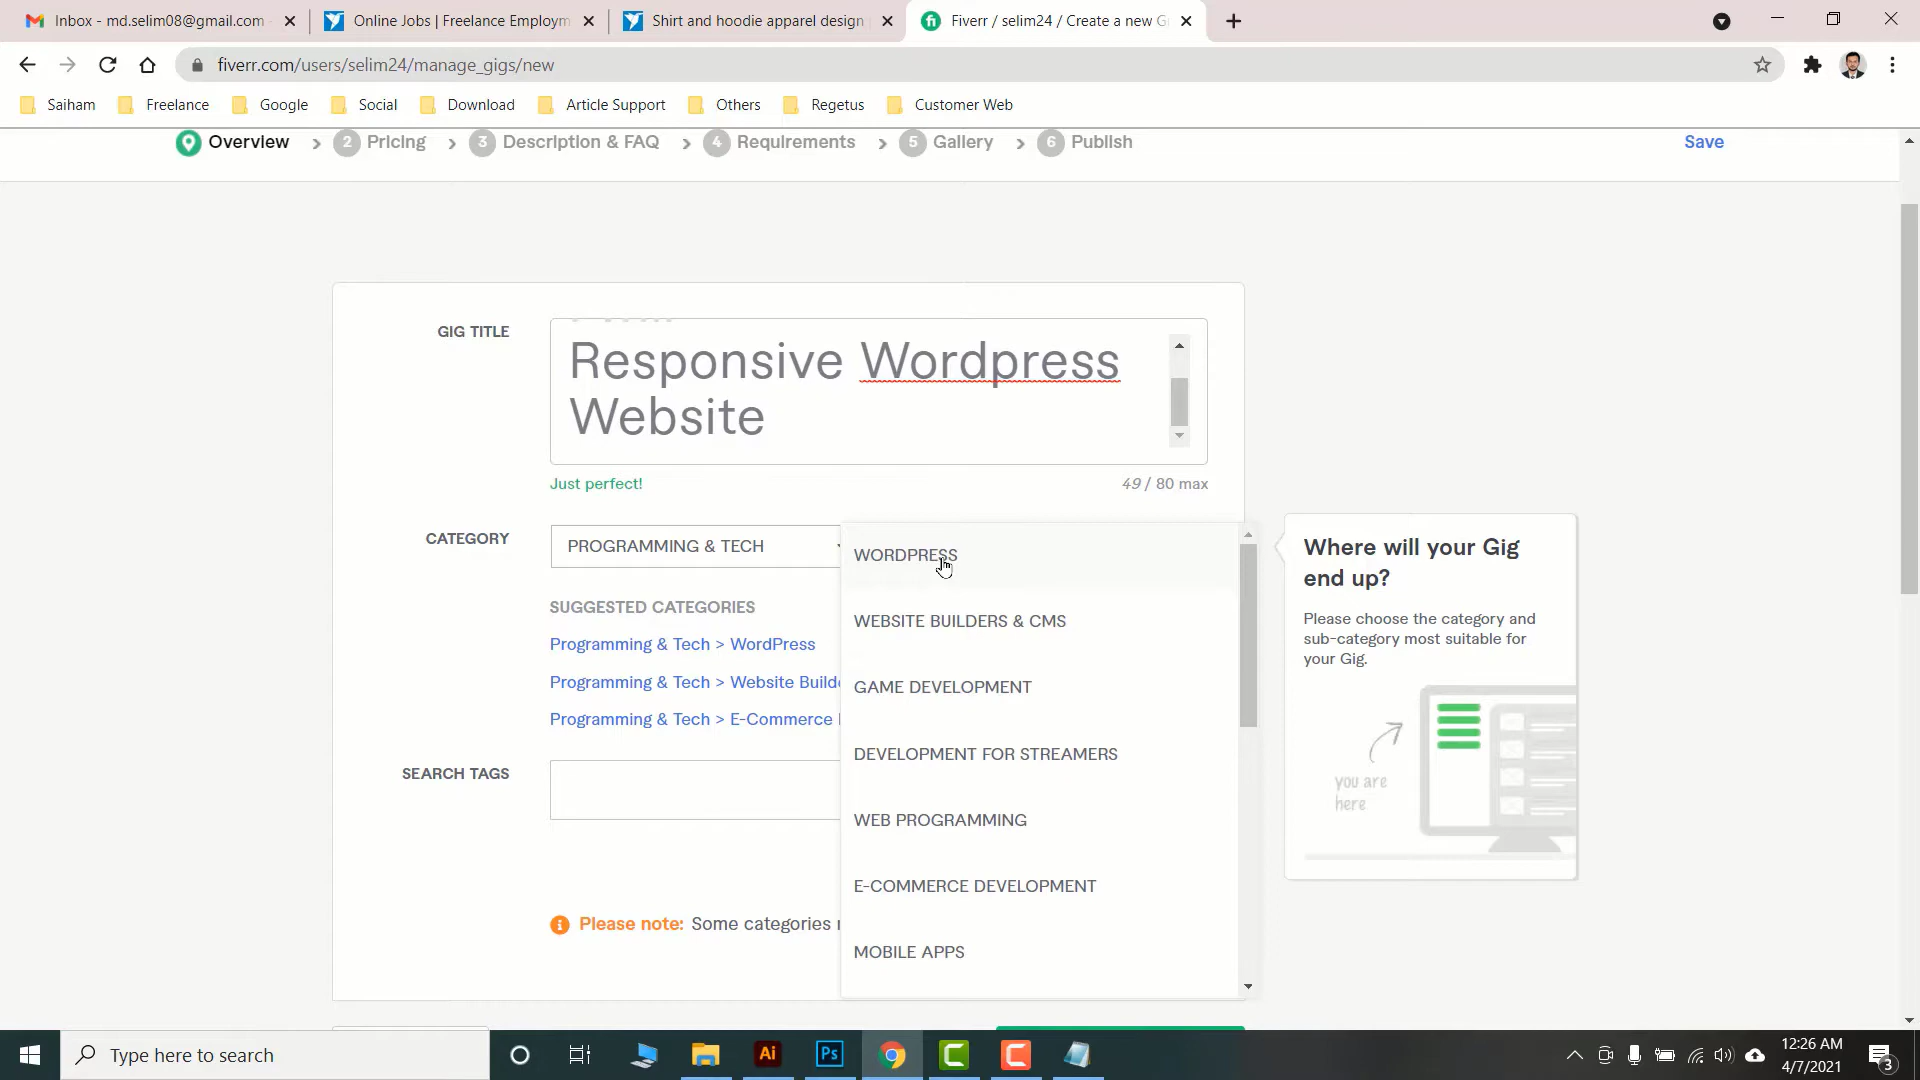 Inbox - md.selim08@gmail.com -
Online Jobs | Freelance Employm
Shirt and hoodie apparel design
Fiverr / selim24 / Create a new G
fiverr.com/users/selim24/manage_gigs/new
Saiham
Freelance
Google
Social
Download
Article Support
Others
Regetus
Customer Web
Overview
2 Pricing
3 Description & FAQ
4 Requirements
5 Gallery
6 Publish
Save
GIG TITLE
Responsive Wordpress
Website
Just perfect!
49 / 80 max
CATEGORY
PROGRAMMING & TECH
WORDPRESS
WEBSITE BUILDERS & CMS
GAME DEVELOPMENT
DEVELOPMENT FOR STREAMERS
WEB PROGRAMMING
E-COMMERCE DEVELOPMENT
MOBILE APPS
SUGGESTED CATEGORIES
Programming & Tech > WordPress
Programming & Tech > Website Builde
Programming & Tech > E-Commerce
SEARCH TAGS
Please note: Some categories
Where will your Gig
end up?
Please choose the category and
sub-category most suitable for
your Gig.
you are
here
Type here to search
Ai
Ps
12:26 AM
4/7/2021
3